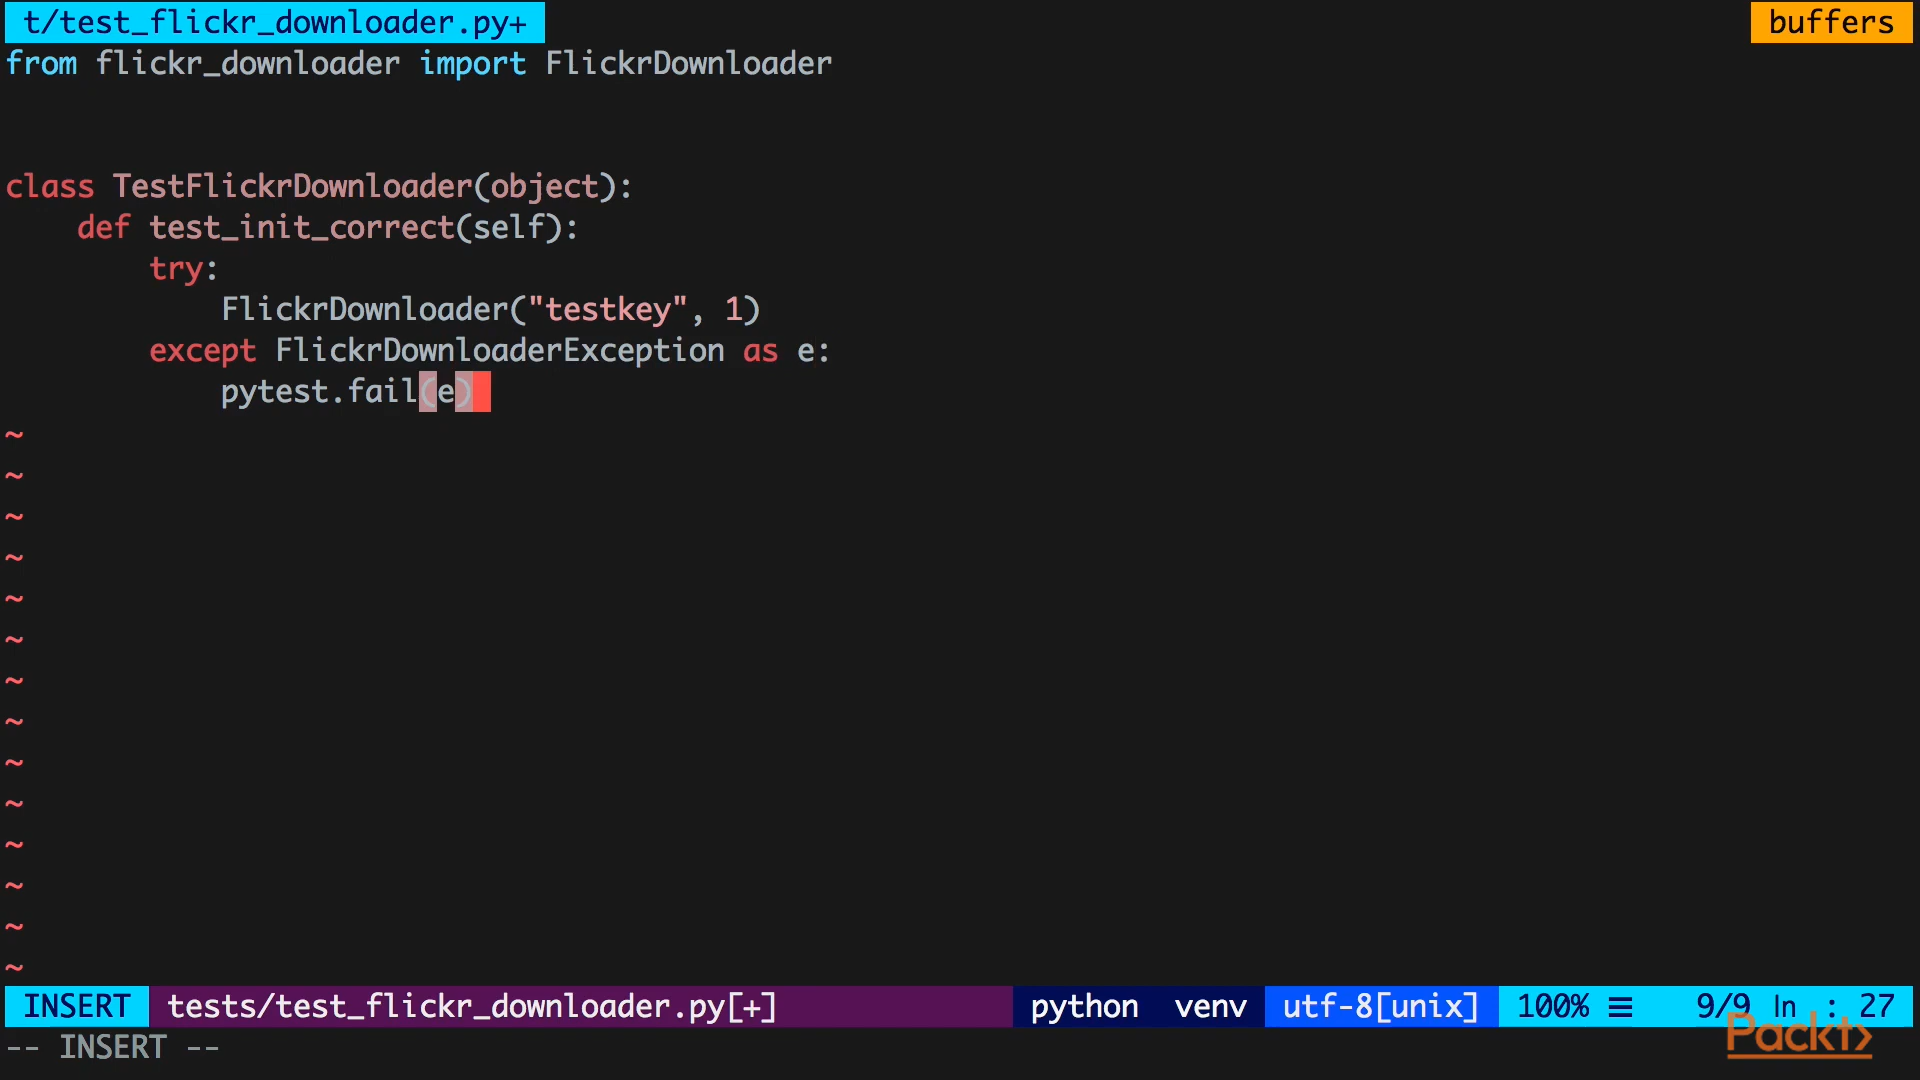 t/test_flickr_downloader.py+ buffers
from flickr_downloader import FlickrDownloader
class TestFlickrDownloader(object):
    def test_init_correct(self):
        try:
            FlickrDownloader("testkey", 1)
        except FlickrDownloaderException as e:
            pytest.fail(e)
~
~
~
~
~
~
~
~
~
~
~
~
~
~
INSERT tests/test_flickr_downloader.py[+] python venv utf-8[unix] 100% ☰ 9/9 ln : 27
-- INSERT --
Packt>